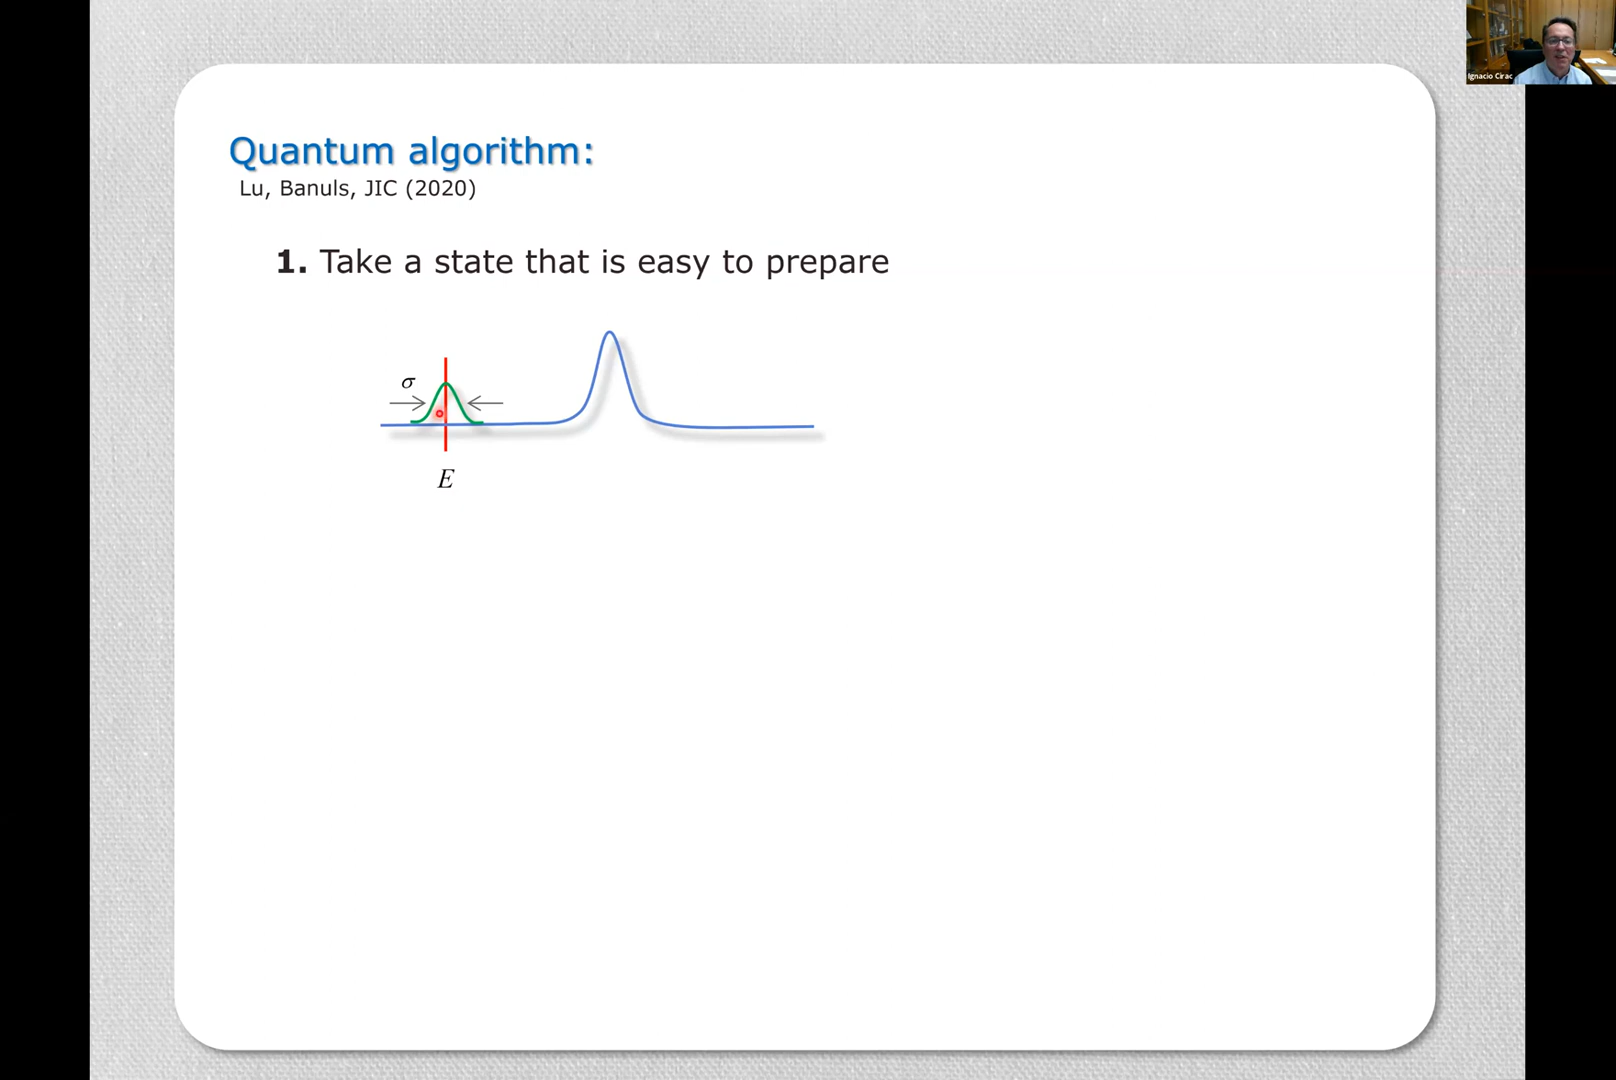 Ignacio Cirac
Quantum algorithm:
Lu, Banuls, JIC (2020)
1. Take a state that is easy to prepare
σ
E